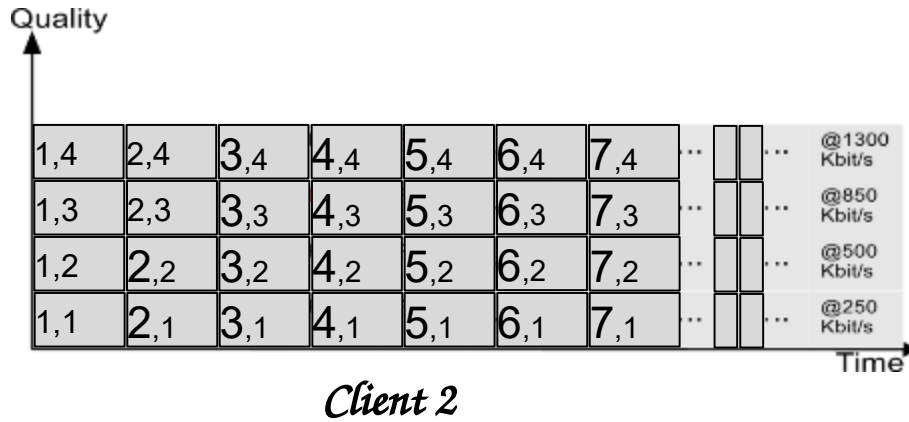 Quality
1,4 2,4 3,4 4,4 5,4 6,4 7,4 ... ... @1300 Kbit/s
1,3 2,3 3,3 4,3 5,3 6,3 7,3 ... ... @850 Kbit/s
1,2 2,2 3,2 4,2 5,2 6,2 7,2 ... ... @500 Kbit/s
1,1 2,1 3,1 4,1 5,1 6,1 7,1 ... ... @250 Kbit/s
Time
Client 2